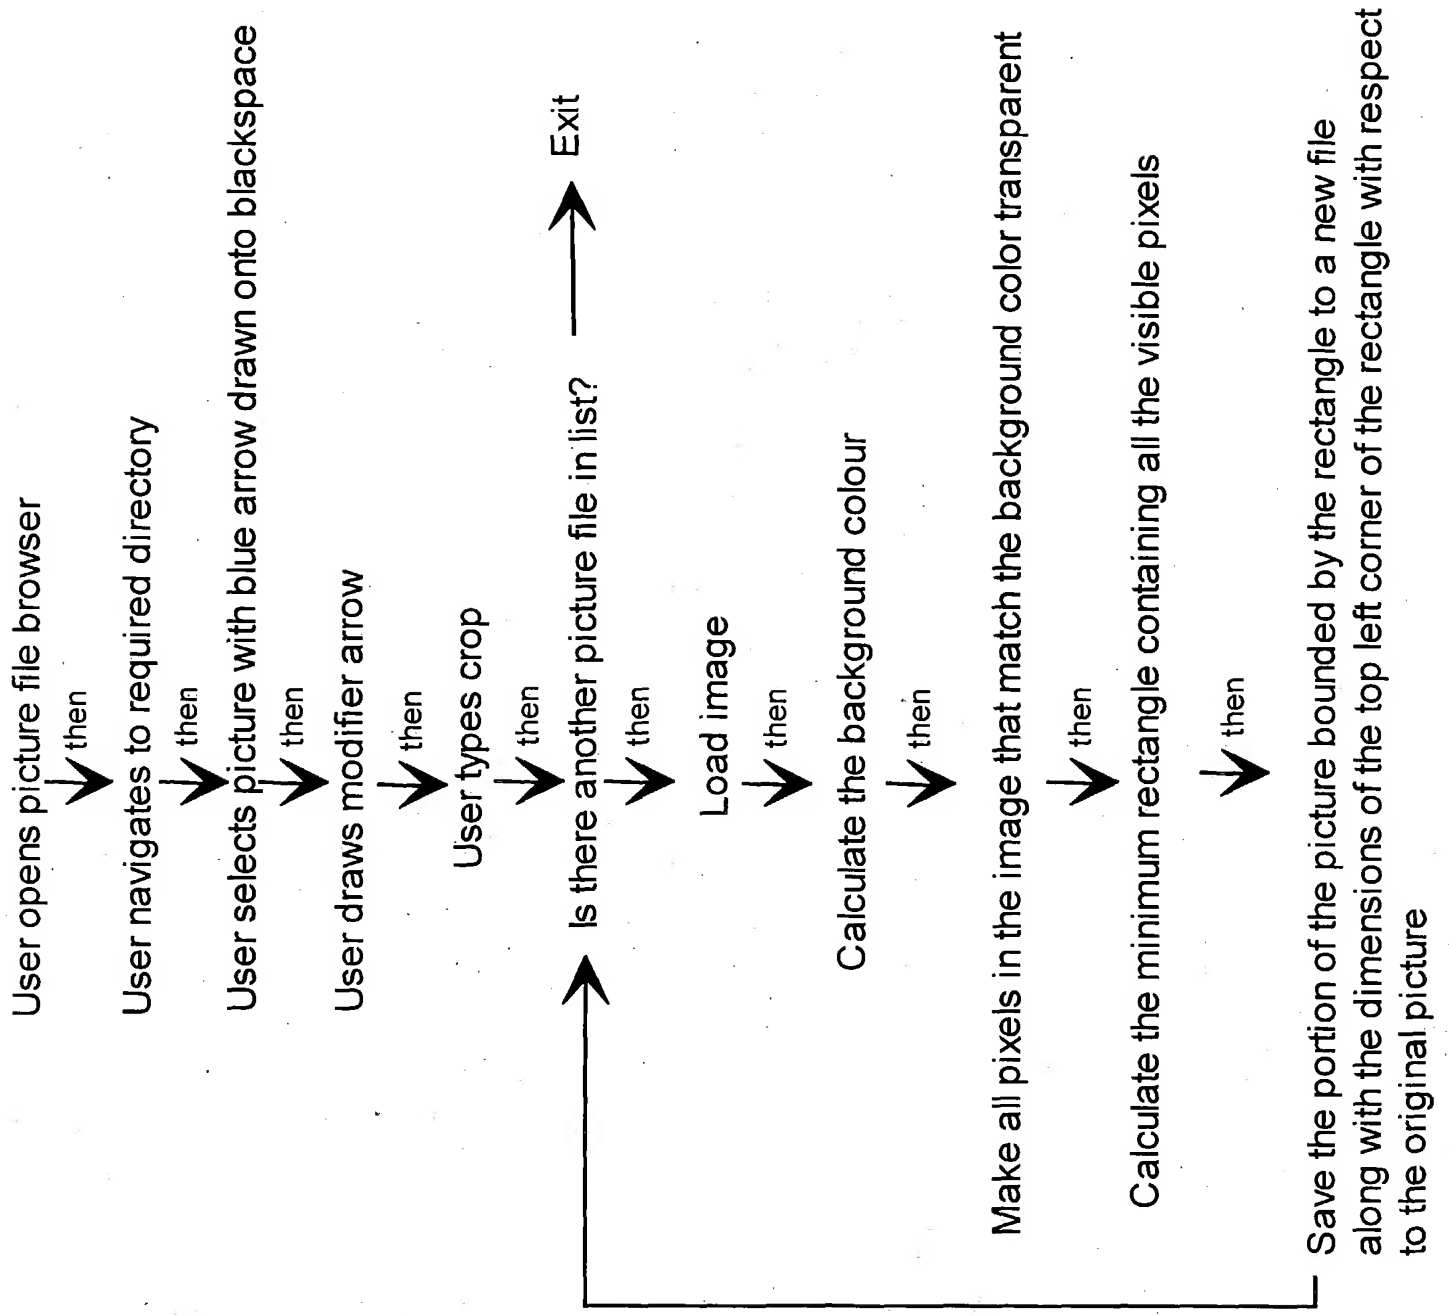 User opens picture file browser
then
User navigates to required directory
then
User selects picture with blue arrow drawn onto blackspace
then
User draws modifier arrow
then
User types crop
then
Is there another picture file in list?
Exit
then
Load image
then
Calculate the background colour
then
Make all pixels in the image that match the background color transparent
then
Calculate the minimum rectangle containing all the visible pixels
then
Save the portion of the picture bounded by the rectangle to a new file
along with the dimensions of the top left corner of the rectangle with respect
to the original picture